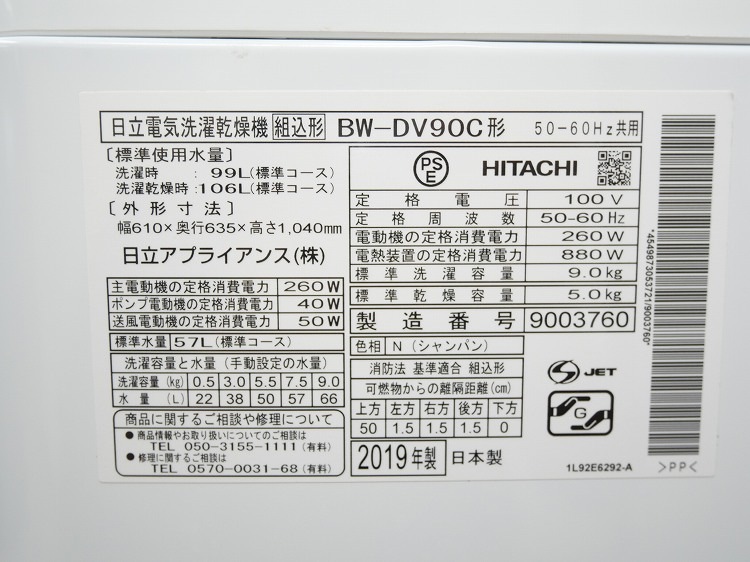 日立電気洗濯乾燥機 組込形 BW-DV90C形 50-60Hz共用
〔標準使用水量〕
洗濯時 : 99L(標準コース)
洗濯乾燥時:106L(標準コース)
〔外形寸法〕
幅610×奥行635×高さ1,040mm
日立アプライアンス(株)
主電動機の定格消費電力 260W
ポンプ電動機の定格消費電力 40W
送風電動機の定格消費電力 50W
標準水量 57L(標準コース)
洗濯容量と水量(手動設定の水量)
洗濯容量(kg) 0.5 3.0 5.5 7.5 9.0
水量(L) 22 38 50 57 66
商品に関するご相談や修理について
● 商品情報やお取り扱いについてのご相談は
TEL 050-3155-1111 (有料)
● 修理に関するご相談は
TEL 0570-0031-68 (有料)
PS
E
HITACHI
定格電圧 100V
定格周波数 50-60Hz
電動機の定格消費電力 260W
電熱装置の定格消費電力 880W
標準洗濯容量 9.0kg
標準乾燥容量 5.0kg
製造番号 9003760
色相 N(シャンパン)
消防法 基準適合 組込形
可燃物からの離隔距離(cm)
上方 左方 右方 後方 下方
50 1.5 1.5 1.5 0
2019年製 日本製
S JET
G
1L92E6292-A
*4549873053721/9003760*
>PP<